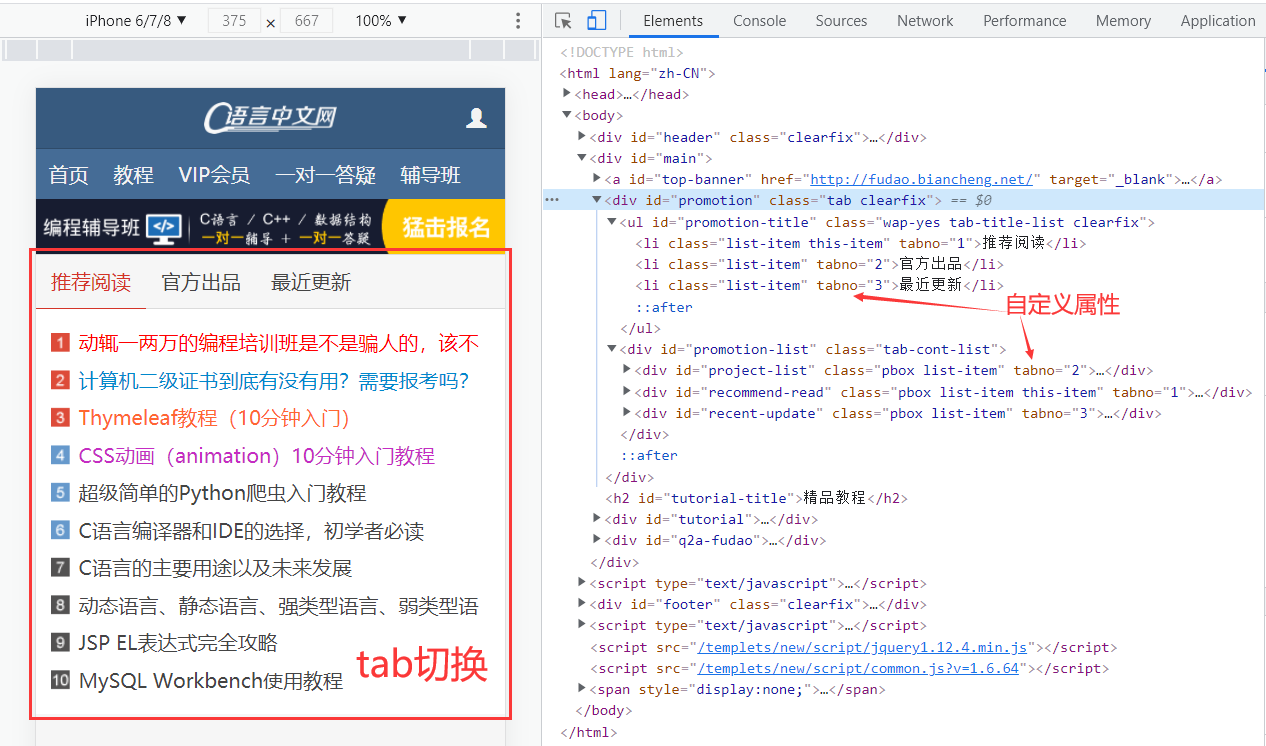 iPhone 6/7/8 ▼ 375 × 667 100% ▼
C语言中文网
首页 教程 VIP会员 一对一答疑 辅导班
编程辅导班 </> C语言 / C++ / 数据结构 猛击报名
一对一辅导 + 一对一答疑
推荐阅读 官方出品 最近更新
1 动辄一两万的编程培训班是不是骗人的，该不
2 计算机二级证书到底有没有用？需要报考吗？
3 Thymeleaf教程（10分钟入门）
4 CSS动画（animation）10分钟入门教程
5 超级简单的Python爬虫入门教程
6 C语言编译器和IDE的选择，初学者必读
7 C语言的主要用途以及未来发展
8 动态语言、静态语言、强类型语言、弱类型语
9 JSP EL表达式完全攻略
10 MySQL Workbench使用教程
tab切换
Elements Console Sources Network Performance Memory Application
<!DOCTYPE html>
<html lang="zh-CN">
▶<head>…</head>
▼<body>
▶<div id="header" class="clearfix">…</div>
▼<div id="main">
▶<a id="top-banner" href="http://fudao.biancheng.net/" target="_blank">…</a>
▼<div id="promotion" class="tab clearfix"> == $0
▼<ul id="promotion-title" class="wap-yes tab-title-list clearfix">
<li class="list-item this-item" tabno="1">推荐阅读</li>
<li class="list-item" tabno="2">官方出品</li>
<li class="list-item" tabno="3">最近更新</li>
自定义属性
::after
</ul>
▼<div id="promotion-list" class="tab-cont-list">
▶<div id="project-list" class="pbox list-item" tabno="2">…</div>
▶<div id="recommend-read" class="pbox list-item this-item" tabno="1">…</div>
▶<div id="recent-update" class="pbox list-item" tabno="3">…</div>
</div>
::after
</div>
<h2 id="tutorial-title">精品教程</h2>
▶<div id="tutorial">…</div>
▶<div id="q2a-fudao">…</div>
</div>
▶<script type="text/javascript">…</script>
▶<div id="footer" class="clearfix">…</div>
▶<script type="text/javascript">…</script>
<script src="/templets/new/script/jquery1.12.4.min.js"></script>
<script src="/templets/new/script/common.js?v=1.6.64"></script>
▶<span style="display:none;">…</span>
</body>
</html>